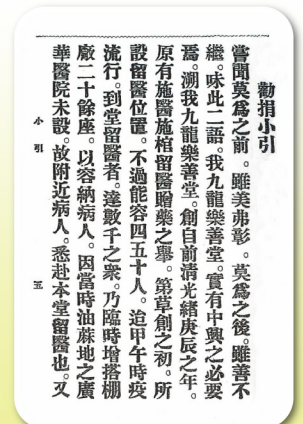 勸捐小引
嘗聞莫爲之前。雖美弗彰。莫爲之後。雖善不
繼。味此二語。我九龍樂善堂。實有中興之必要
焉。溯我九龍樂善堂。創自前清光緒庚辰之年。
原有施醫施棺留醫贈藥之舉。第草創之初。所
設留醫位置。不過能容四五十人。迨甲午時疫
流行。到堂留醫者。達數千之衆。乃臨時增搭棚
廠二十餘座。以容納病人。因當時油蔴地之廣
華醫院未設。故附近病人。悉赴本堂留醫也。又
小引
五